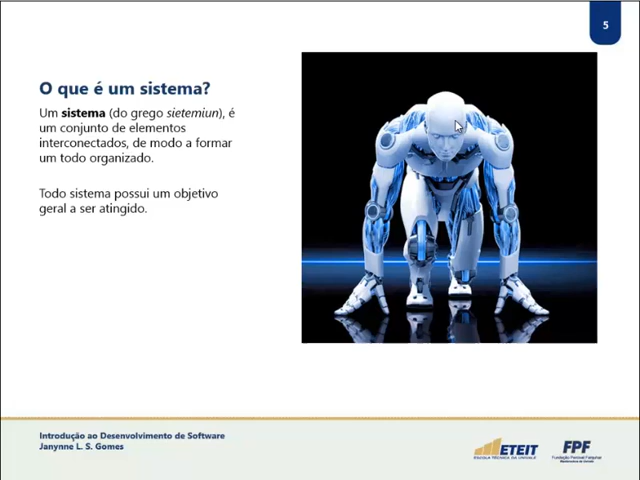 5
O que é um sistema?
Um sistema (do grego sietemiun), é
um conjunto de elementos
interconectados, de modo a formar
um todo organizado.
Todo sistema possui um objetivo
geral a ser atingido.
Introdução ao Desenvolvimento de Software
Janynne L. S. Gomes
ETEIT
FPF